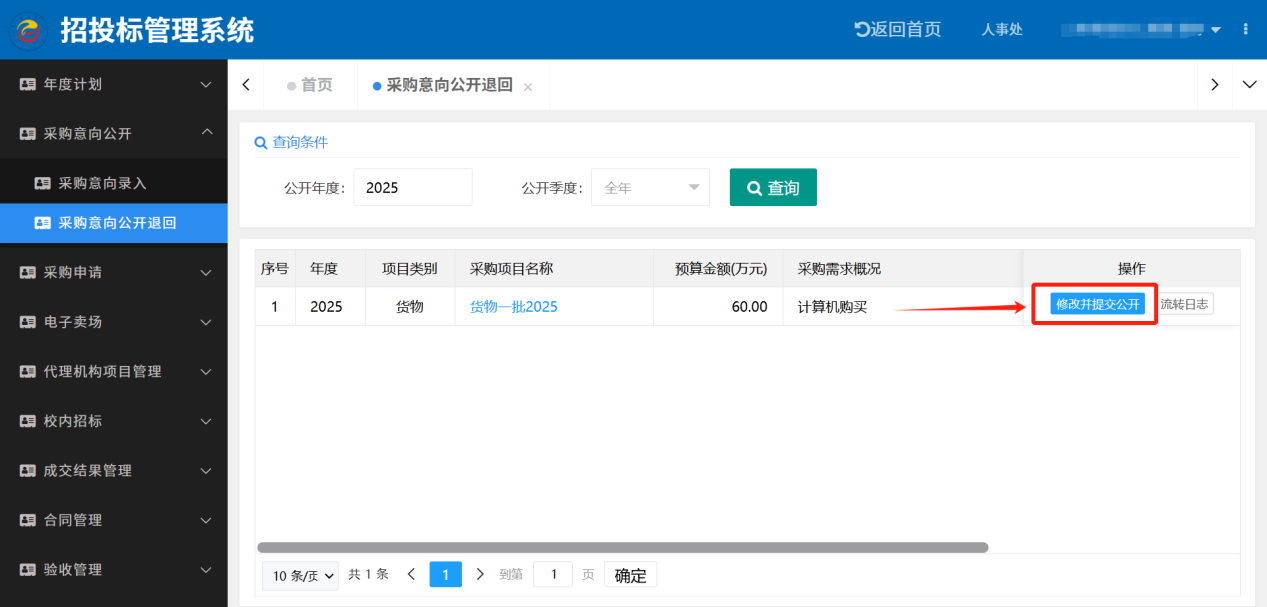 招投标管理系统
返回首页
人事处
年度计划
采购意向公开
采购意向录入
采购意向公开退回
采购申请
电子卖场
代理机构项目管理
校内招标
成交结果管理
合同管理
验收管理
首页
采购意向公开退回
查询条件
公开年度: 2025 公开季度: 全年 查询
序号 年度 项目类别 采购项目名称 预算金额(万元) 采购需求概况 操作
1 2025 货物 货物一批2025 60.00 计算机购买 修改并提交公开 流转日志
10 条/页 共 1 条 1 到第 1 页 确定